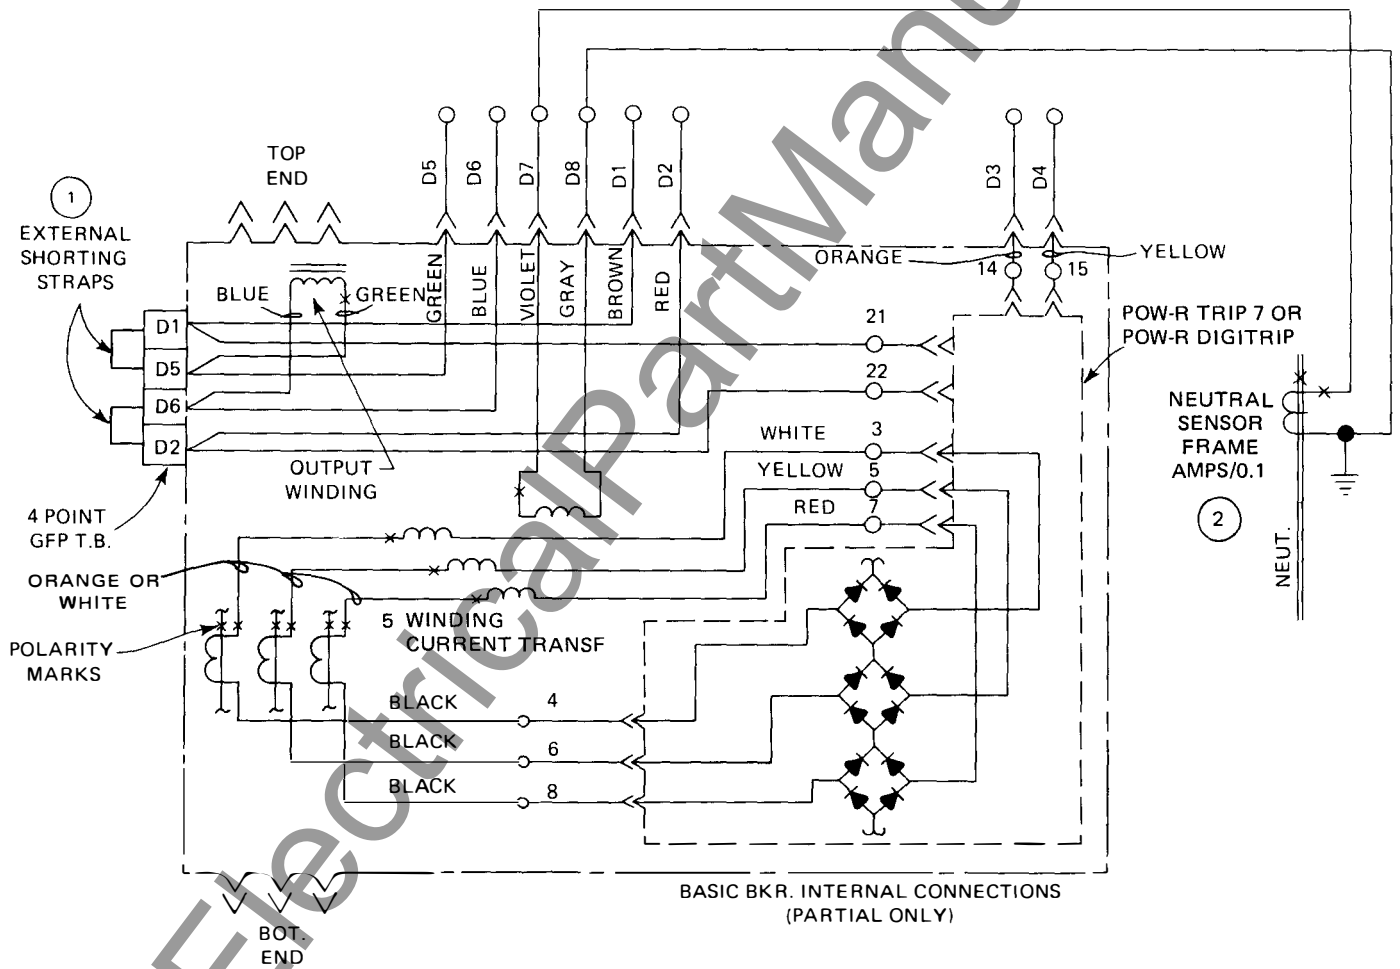 TOP
END
1
EXTERNAL
SHORTING
STRAPS
D5
D6
D7
D8
D1
D2
D3
D4
ORANGE
YELLOW
14
15
BLUE
GREEN
GREEN
BLUE
VIOLET
GRAY
BROWN
RED
D1
D5
D6
D2
21
22
POW-R TRIP 7 OR
POW-R DIGITRIP
NEUTRAL
SENSOR
FRAME
AMPS/0.1
2
NEUT.
OUTPUT
WINDING
WHITE
3
YELLOW
5
RED
7
4 POINT
GFP T.B.
ORANGE OR
WHITE
POLARITY
MARKS
5 WINDING
CURRENT TRANSF
BLACK
4
BLACK
6
BLACK
8
BASIC BKR. INTERNAL CONNECTIONS
(PARTIAL ONLY)
BOT.
END
ElectricalPartManu